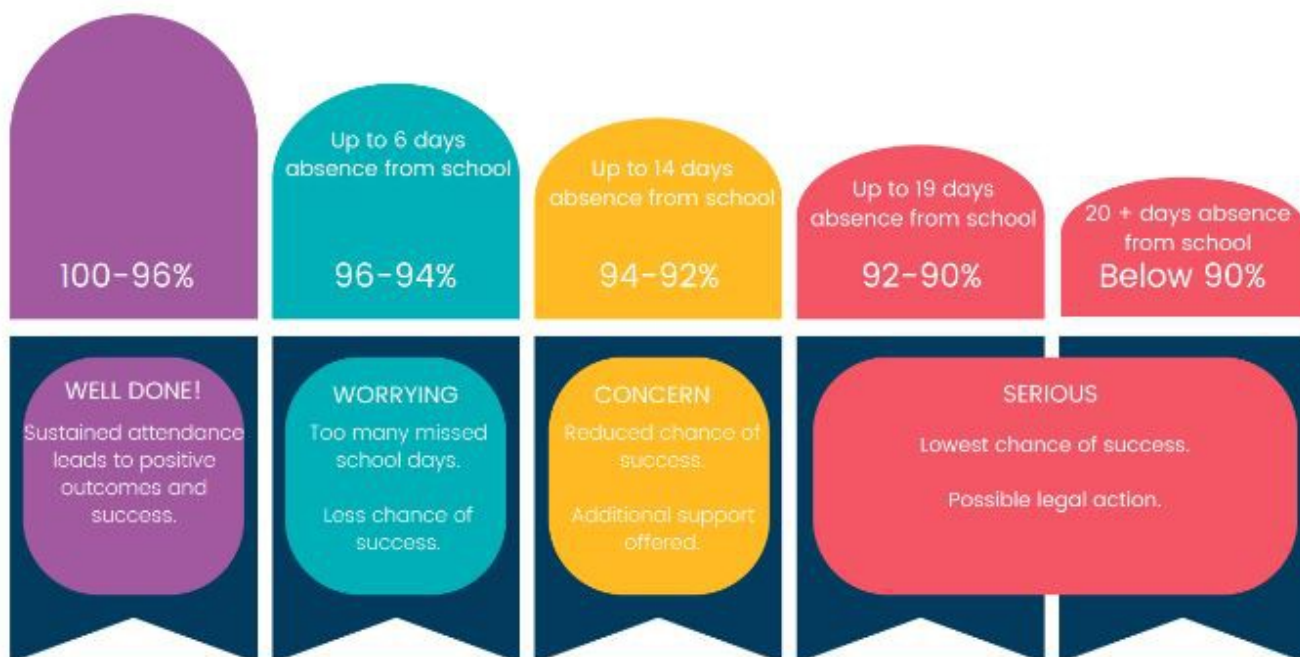 100-96%
Up to 6 days
absence from school
96-94%
Up to 14 days
absence from school
94-92%
Up to 19 days
absence from school
92-90%
20 + days absence
from school
Below 90%
WELL DONE!
Sustained attendance
leads to positive
outcomes and
success.
WORRYING
Too many missed
school days.
Less chance of
success.
CONCERN
Reduced chance of
success.
Additional support
offered.
SERIOUS
Lowest chance of success.
Possible legal action.